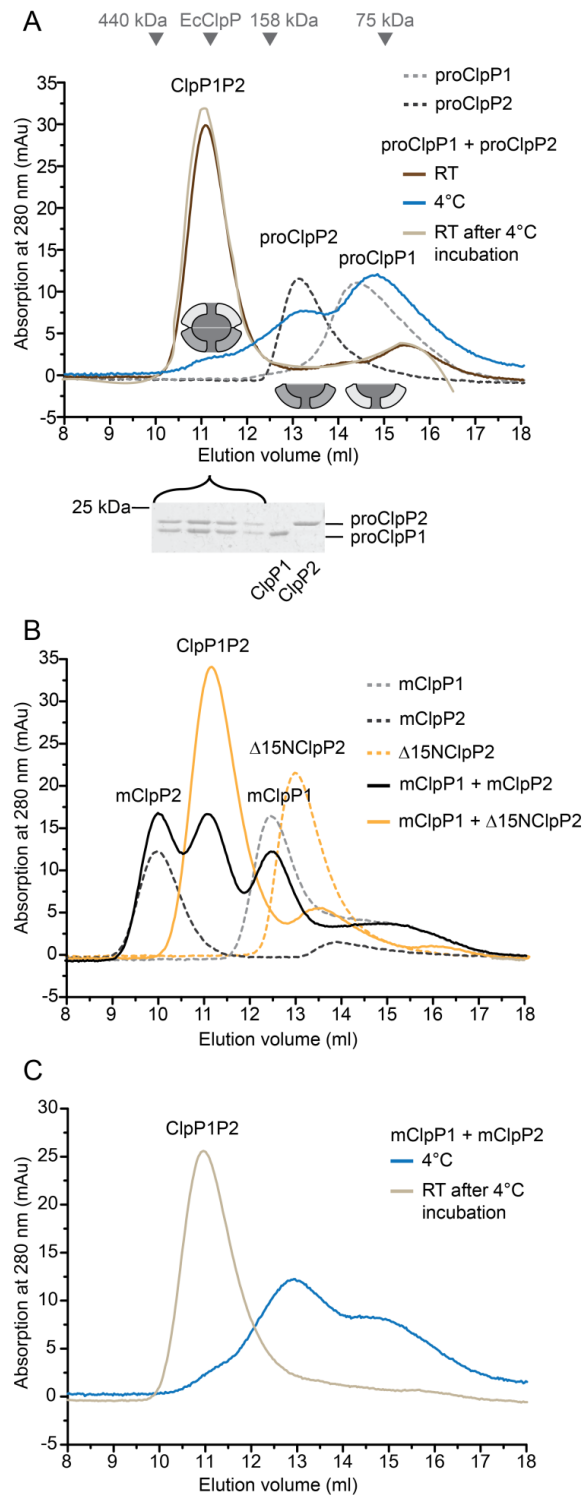 A
440 kDa EcClpP 158 kDa 75 kDa
ClpP1P2
proClpP1
proClpP2
proClpP1 + proClpP2
RT
4°C
RT after 4°C
incubation
proClpP2
proClpP1
Absorption at 280 nm (mAu)
35
30
25
20
15
10
5
0
-5
8 9 10 11 12 13 14 15 16 17 18
Elution volume (ml)
25 kDa
proClpP2
proClpP1
ClpP1
ClpP2
B
ClpP1P2
mClpP1
mClpP2
Δ15NClpP2
mClpP1 + mClpP2
mClpP1 + Δ15NClpP2
Δ15NClpP2
mClpP2
mClpP1
Absorption at 280 nm (mAu)
35
30
25
20
15
10
5
0
-5
8 9 10 11 12 13 14 15 16 17 18
Elution volume (ml)
C
ClpP1P2
mClpP1 + mClpP2
4°C
RT after 4°C
incubation
Absorption at 280 nm (mAu)
30
25
20
15
10
5
0
-5
8 9 10 11 12 13 14 15 16 17 18
Elution volume (ml)